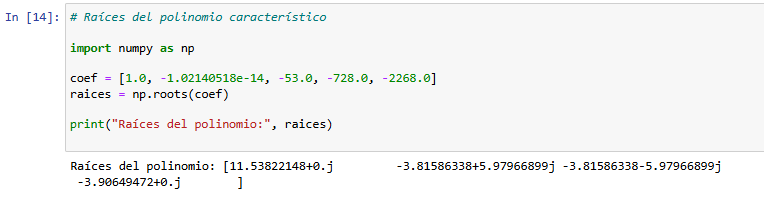 In [14]: # Raíces del polinomio característico
import numpy as np
coef = [1.0, -1.02140518e-14, -53.0, -728.0, -2268.0]
raices = np.roots(coef)
print("Raíces del polinomio:", raices)
Raíces del polinomio: [11.53822148+0.j         -3.81586338+5.97966899j -3.81586338-5.97966899j
 -3.90649472+0.j        ]